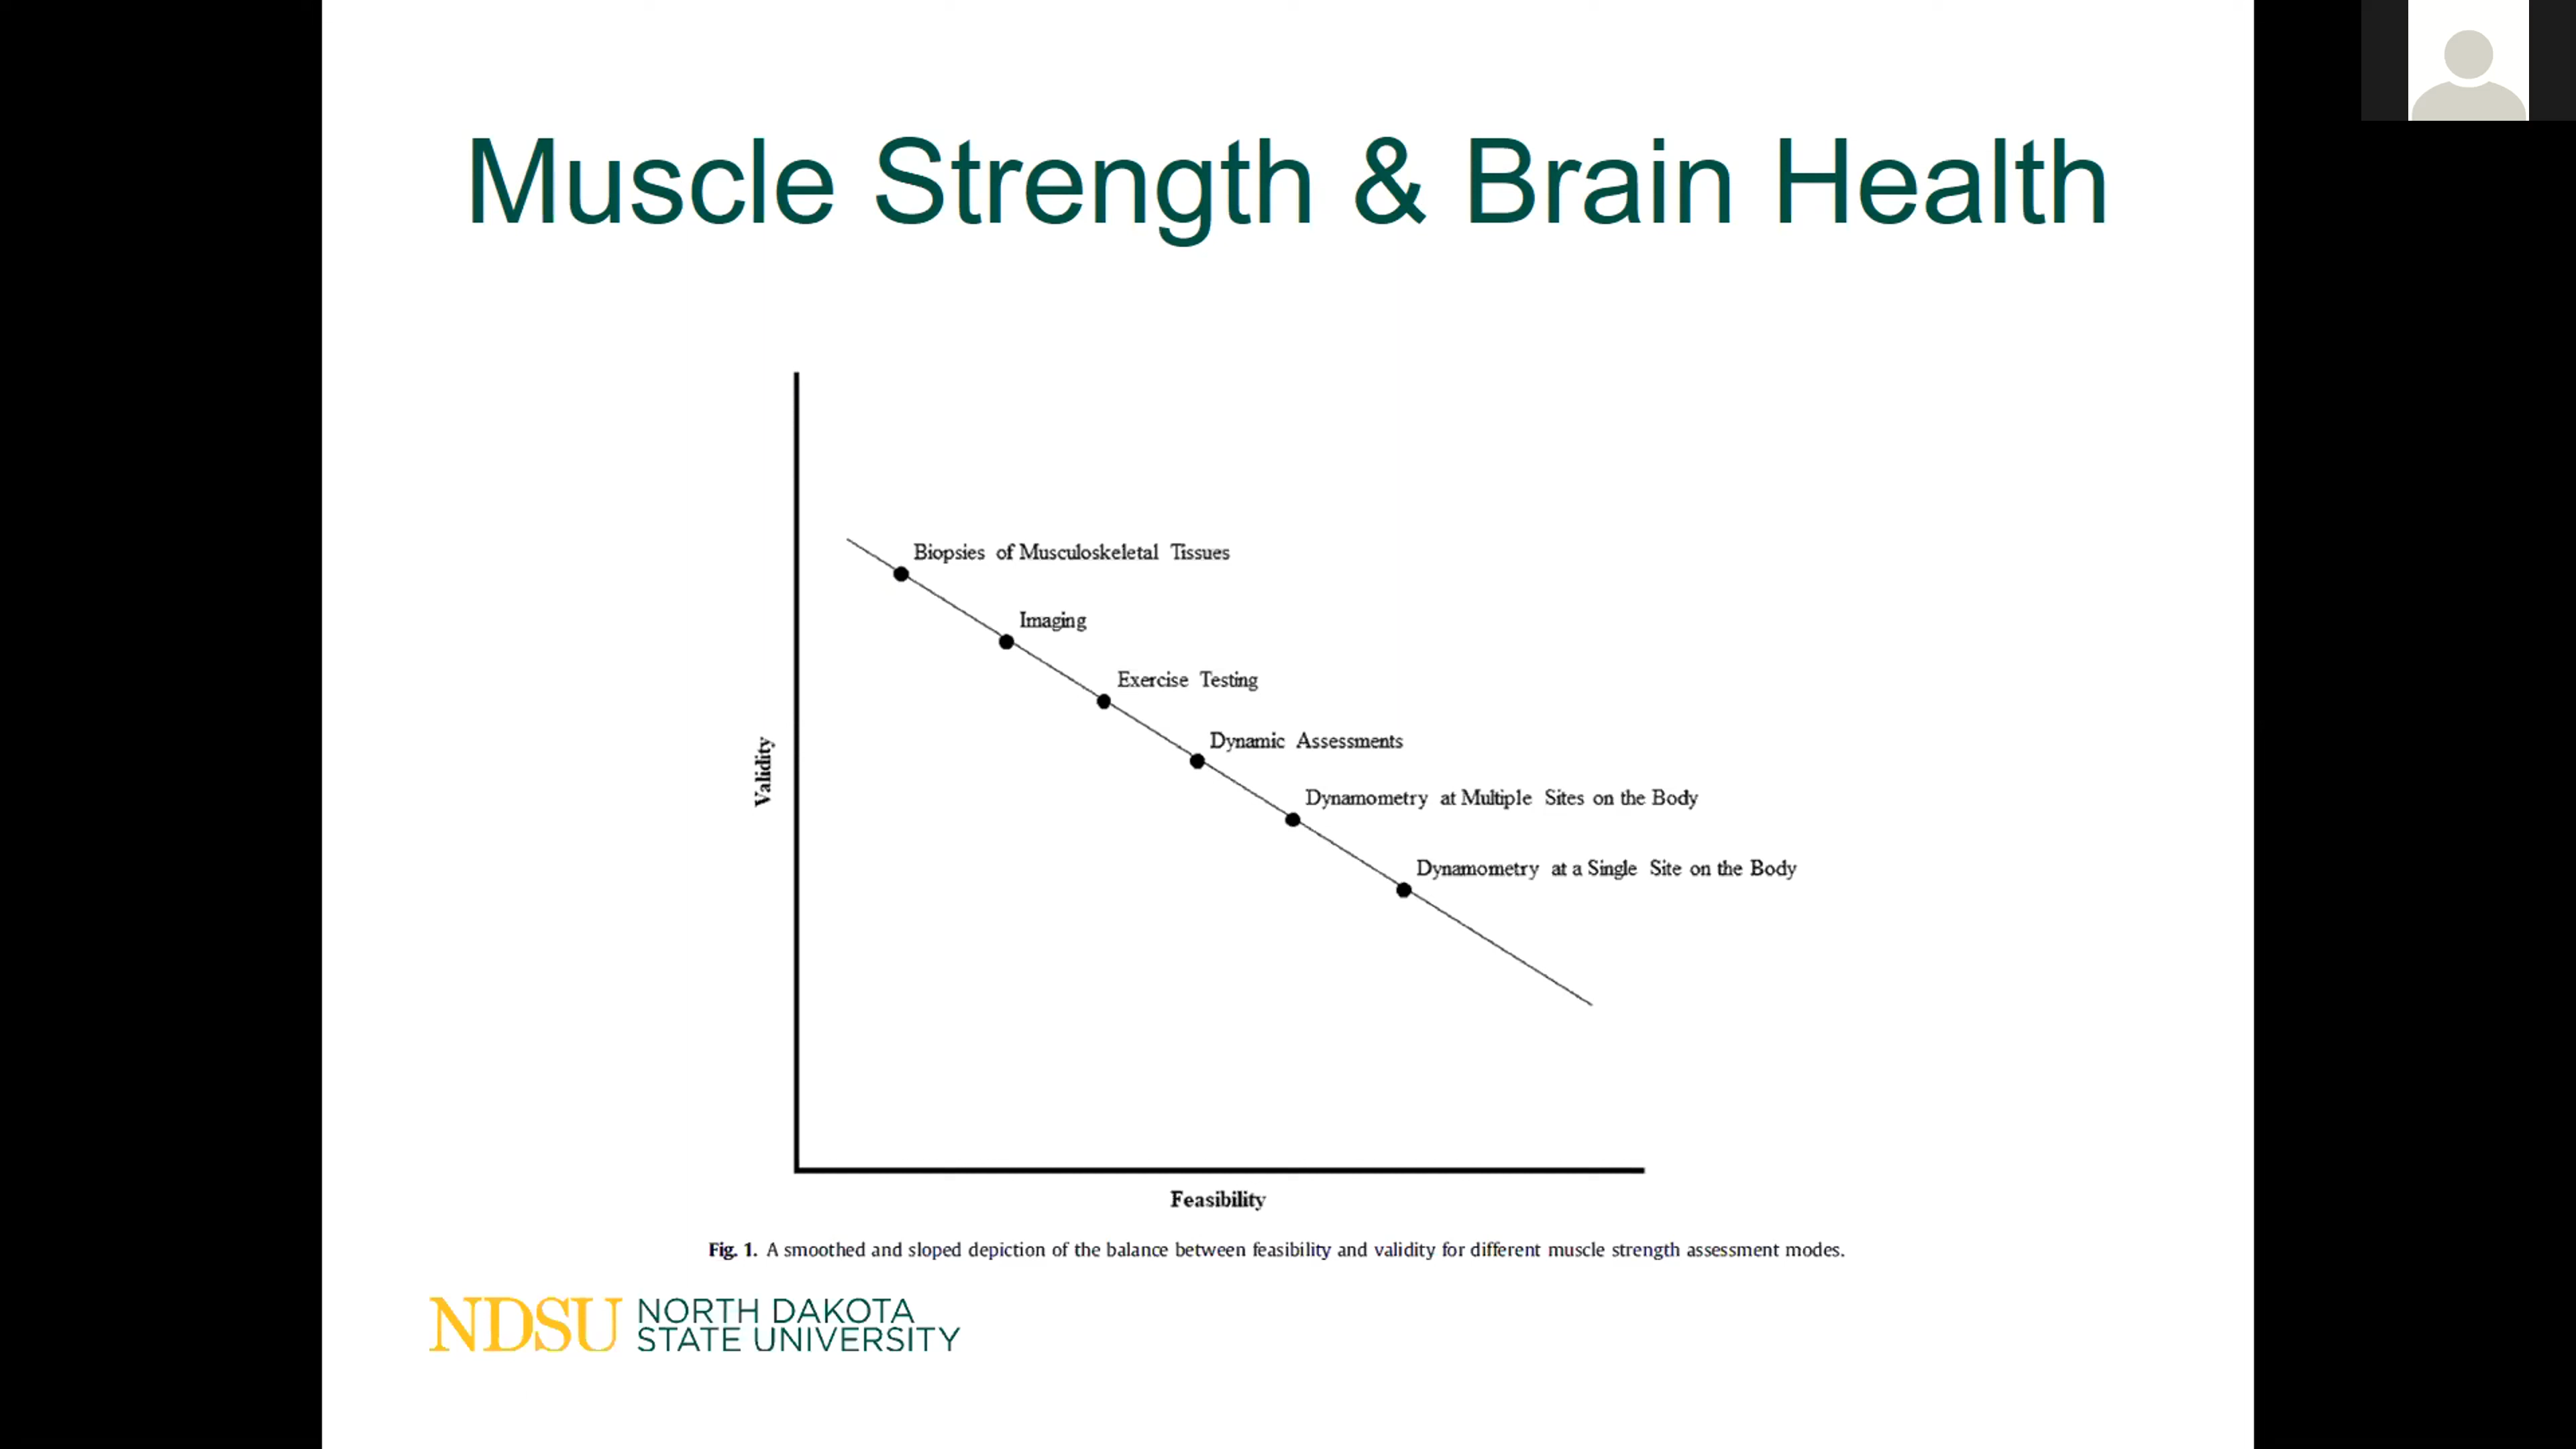 Muscle Strength & Brain Health
Biopsies of Musculoskeletal Tissues
Imaging
Exercise Testing
Dynamic Assessments
Dynamometry at Multiple Sites on the Body
Dynamometry at a Single Site on the Body
Validity
Feasibility
Fig. 1. A smoothed and sloped depiction of the balance between feasibility and validity for different muscle strength assessment modes.
NDSU NORTH DAKOTA
STATE UNIVERSITY